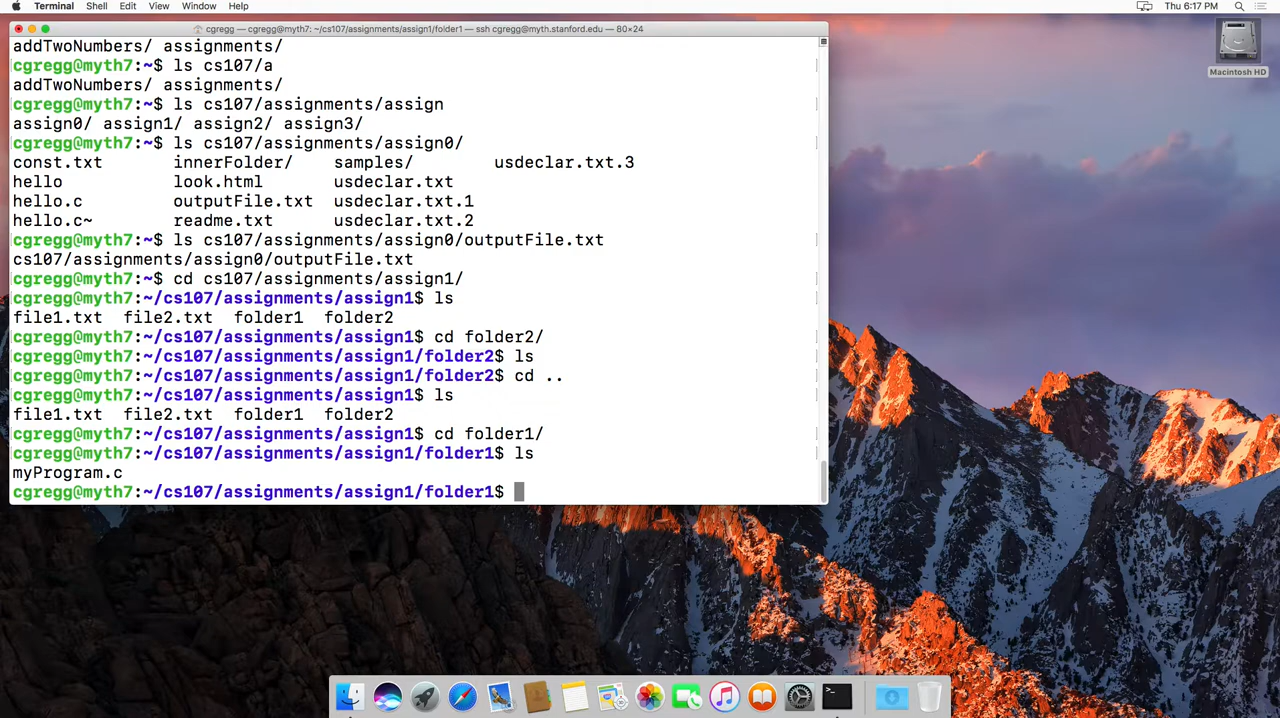 Terminal Shell Edit View Window Help Thu 6:17 PM
cgregg — cgregg@myth7: ~/cs107/assignments/assign1/folder1 — ssh cgregg@myth.stanford.edu — 80×24
Macintosh HD
addTwoNumbers/ assignments/
cgregg@myth7:~$ ls cs107/a
addTwoNumbers/ assignments/
cgregg@myth7:~$ ls cs107/assignments/assign
assign0/ assign1/ assign2/ assign3/
cgregg@myth7:~$ ls cs107/assignments/assign0/
const.txt innerFolder/ samples/ usdeclar.txt.3
hello look.html usdeclar.txt
hello.c outputFile.txt usdeclar.txt.1
hello.c~ readme.txt usdeclar.txt.2
cgregg@myth7:~$ ls cs107/assignments/assign0/outputFile.txt
cs107/assignments/assign0/outputFile.txt
cgregg@myth7:~$ cd cs107/assignments/assign1/
cgregg@myth7:~/cs107/assignments/assign1$ ls
file1.txt file2.txt folder1 folder2
cgregg@myth7:~/cs107/assignments/assign1$ cd folder2/
cgregg@myth7:~/cs107/assignments/assign1/folder2$ ls
cgregg@myth7:~/cs107/assignments/assign1/folder2$ cd ..
cgregg@myth7:~/cs107/assignments/assign1$ ls
file1.txt file2.txt folder1 folder2
cgregg@myth7:~/cs107/assignments/assign1$ cd folder1/
cgregg@myth7:~/cs107/assignments/assign1/folder1$ ls
myProgram.c
cgregg@myth7:~/cs107/assignments/assign1/folder1$